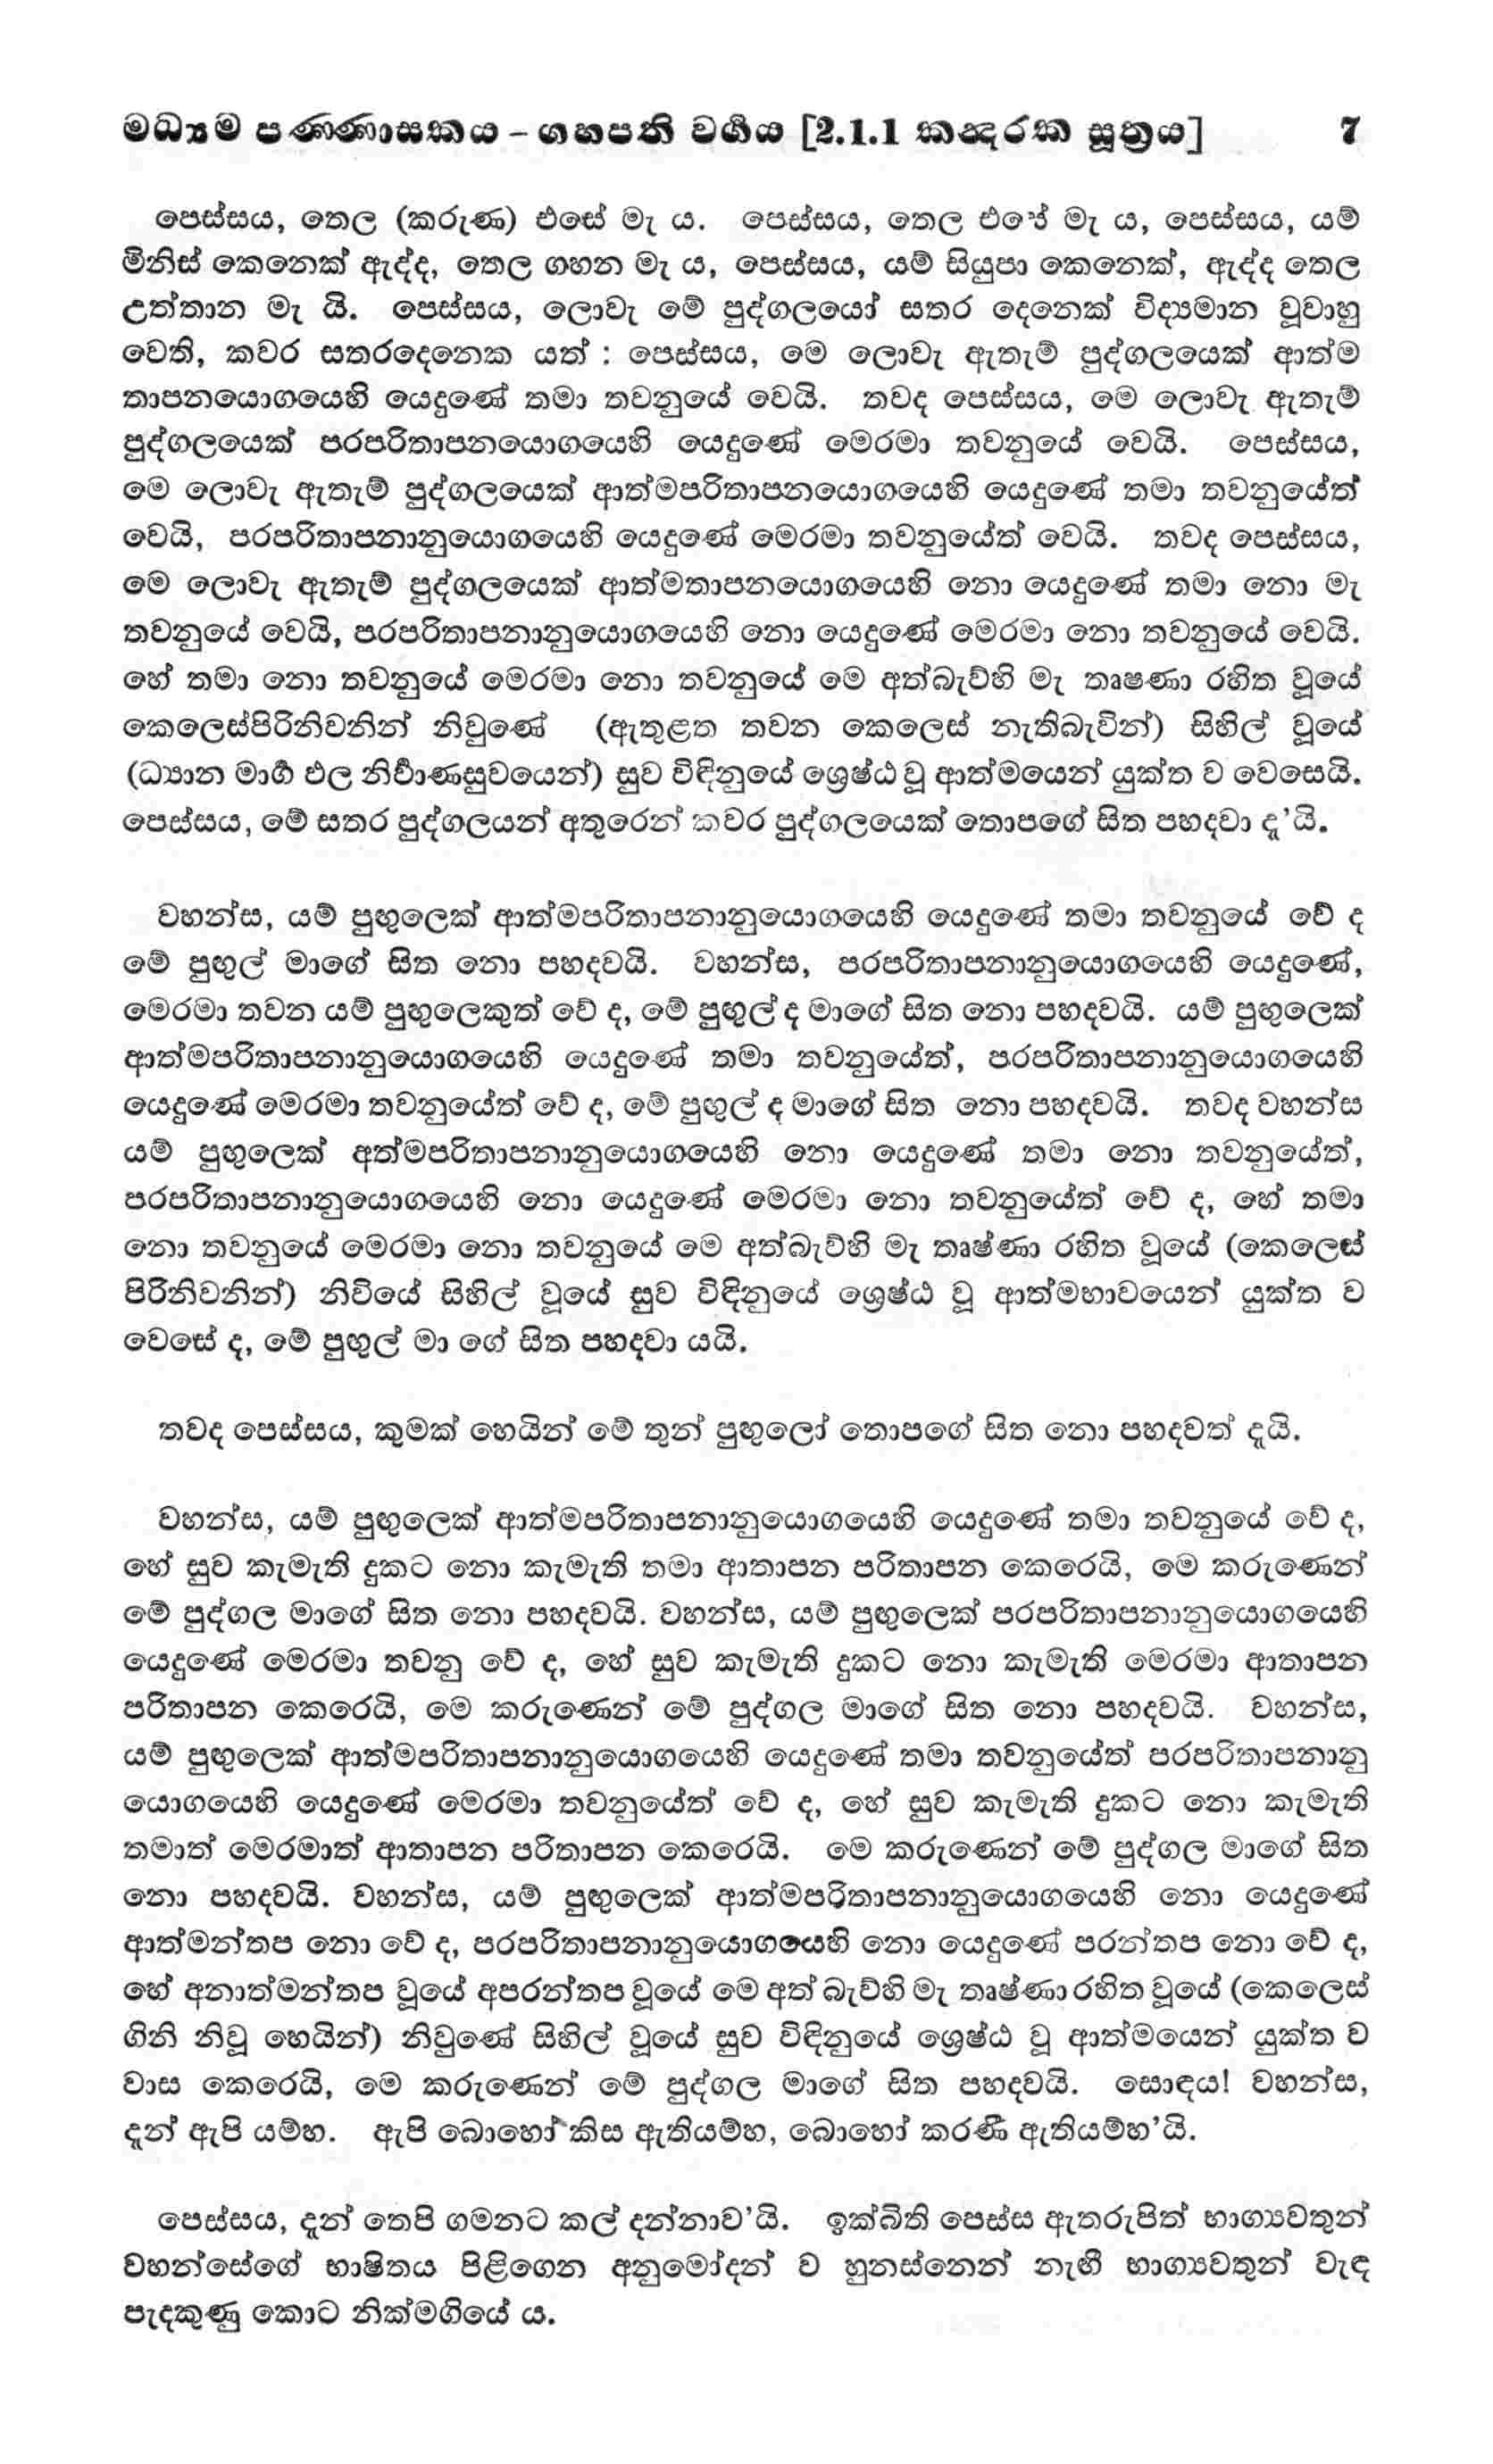 මධ්‍යම පණ්ණාසකය – ගහපති වර්‍ගය [2.1.1 කඤරක සූත්‍රය] 7
පෙස්සය, තෙල (කරුණ) එසේ මැ ය. පෙස්සය, තෙල එසේ මැ ය, පෙස්සය, යම්
මිනිස් කෙනෙක් ඇද්ද, තෙල ගහන මැ ය, පෙස්සය, යම් සියුපා කෙනෙක්, ඇද්ද තෙල
උත්තාන මැ යි. පෙස්සය, ලොවැ මේ පුද්ගලයෝ සතර දෙනෙක් විද්‍යමාන වූවාහු
වෙති, කවර සතරදෙනෙක යත් : පෙස්සය, මෙ ලොවැ ඇතැම් පුද්ගලයෙක් ආත්ම
තාපනයොගයෙහි යෙදුණේ තමා තවනුයේ වෙයි. තවද පෙස්සය, මෙ ලොවැ ඇතැම්
පුද්ගලයෙක් පරපරිතාපනයොගයෙහි යෙදුණේ මෙරමා තවනුයේ වෙයි. පෙස්සය,
මෙ ලොවැ ඇතැම් පුද්ගලයෙක් ආත්මපරිතාපනයොගයෙහි යෙදුණේ තමා තවනුයේත්
වෙයි, පරපරිතාපනානුයොගයෙහි යෙදුණේ මෙරමා තවනුයේත් වෙයි. තවද පෙස්සය,
මෙ ලොවැ ඇතැම් පුද්ගලයෙක් ආත්මතාපනයොගයෙහි නො යෙදුණේ තමා නො මැ
තවනුයේ වෙයි, පරපරිතාපනානුයොගයෙහි නො යෙදුණේ මෙරමා නො තවනුයේ වෙයි.
හේ තමා නො තවනුයේ මෙරමා නො තවනුයේ මෙ අත්බැව්හි මැ තෘෂණා රහිත වූයේ
කෙලෙස්පිරිනිවනින් නිවුණේ (ඇතුළත තවන කෙලෙස් නැතිබැවින්) සිහිල් වූයේ
(ධ්‍යාන මාර්‍ග ඵල නිර්‍වාණසුවයෙන්) සුව විඳිනුයේ ශ්‍රෙෂ්ඨ වූ ආත්මයෙන් යුක්ත ව වෙසෙයි.
පෙස්සය, මේ සතර පුද්ගලයන් අතුරෙන් කවර පුද්ගලයෙක් තොපගේ සිත පහදවා ද'යි.
වහන්ස, යම් පුඟුලෙක් ආත්මපරිතාපනානුයොගයෙහි යෙදුණේ තමා තවනුයේ වේ ද
මේ පුඟුල් මාගේ සිත නො පහදවයි. වහන්ස, පරපරිතාපනානුයොගයෙහි යෙදුණේ,
මෙරමා තවන යම් පුඟුලෙකුත් වේ ද, මේ පුඟුල් ද මාගේ සිත නො පහදවයි. යම් පුඟුලෙක්
ආත්මපරිතාපනානුයොගයෙහි යෙදුණේ තමා තවනුයේත්, පරපරිතාපනානුයොගයෙහි
යෙදුණේ මෙරමා තවනුයේත් වේ ද, මේ පුඟුල් ද මාගේ සිත නො පහදවයි. තවද වහන්ස
යම් පුඟුලෙක් අත්මපරිතාපනානුයොගයෙහි නො යෙදුණේ තමා නො තවනුයේත්,
පරපරිතාපනානුයොගයෙහි නො යෙදුණේ මෙරමා නො තවනුයේත් වේ ද, හේ තමා
නො තවනුයේ මෙරමා නො තවනුයේ මෙ අත්බැව්හි මැ තෘෂ්ණා රහිත වූයේ (කෙලෙස්
පිරිනිවනින්) නිවියේ සිහිල් වූයේ සුව විඳිනුයේ ශ්‍රෙෂ්ඨ වූ ආත්මභාවයෙන් යුක්ත ව
වෙසේ ද, මේ පුඟුල් මා ගේ සිත පහදවා යයි.
තවද පෙස්සය, කුමක් හෙයින් මේ තුන් පුඟුලෝ තොපගේ සිත නො පහදවත් දැයි.
වහන්ස, යම් පුඟුලෙක් ආත්මපරිතාපනානුයොගයෙහි යෙදුණේ තමා තවනුයේ වේ ද,
හේ සුව කැමැති දුකට නො කැමැති තමා ආතාපන පරිතාපන කෙරෙයි, මෙ කරුණෙන්
මේ පුද්ගල මාගේ සිත නො පහදවයි. වහන්ස, යම් පුඟුලෙක් පරපරිතාපනානුයොගයෙහි
යෙදුණේ මෙරමා තවනු වේ ද, හේ සුව කැමැති දුකට නො කැමැති මෙරමා ආතාපන
පරිතාපන කෙරෙයි, මෙ කරුණෙන් මේ පුද්ගල මාගේ සිත නො පහදවයි. වහන්ස,
යම් පුඟුලෙක් ආත්මපරිතාපනානුයොගයෙහි යෙදුණේ තමා තවනුයේත් පරපරිතාපනානු
යොගයෙහි යෙදුණේ මෙරමා තවනුයේත් වේ ද, හේ සුව කැමැති දුකට නො කැමැති
තමාත් මෙරමාත් ආතාපන පරිතාපන කෙරෙයි. මෙ කරුණෙන් මේ පුද්ගල මාගේ සිත
නො පහදවයි. වහන්ස, යම් පුඟුලෙක් ආත්මපරිතාපනානුයොගයෙහි නො යෙදුණේ
ආත්මන්තප නො වේ ද, පරපරිතාපනානුයොගයෙහි නො යෙදුණේ පරන්තප නො වේ ද,
හේ අනාත්මන්තප වූයේ අපරන්තප වූයේ මෙ අත් බැව්හි මැ තෘෂ්ණා රහිත වූයේ (කෙලෙස්
ගිනි නිවූ හෙයින්) නිවුණේ සිහිල් වූයේ සුව විඳිනුයේ ශ්‍රෙෂ්ඨ වූ ආත්මයෙන් යුක්ත ව
වාස කෙරෙයි, මෙ කරුණෙන් මේ පුද්ගල මාගේ සිත පහදවයි. සොඳය! වහන්ස,
දැන් ඇපි යම්හ. ඇපි බොහෝ කිස ඇතියම්හ, බොහෝ කරණී ඇතියම්හ'යි.
පෙස්සය, දැන් තෙපි ගමනට කල් දන්නාව'යි. ඉක්බිති පෙස්ස ඇතරුපිත් භාග්‍යවතුන්
වහන්සේගේ භාෂිතය පිළිගෙන අනුමෝදන් ව හුනස්නෙන් නැඟී භාග්‍යවතුන් වැඳ
පැදකුණු කොට නික්මගියේ ය.